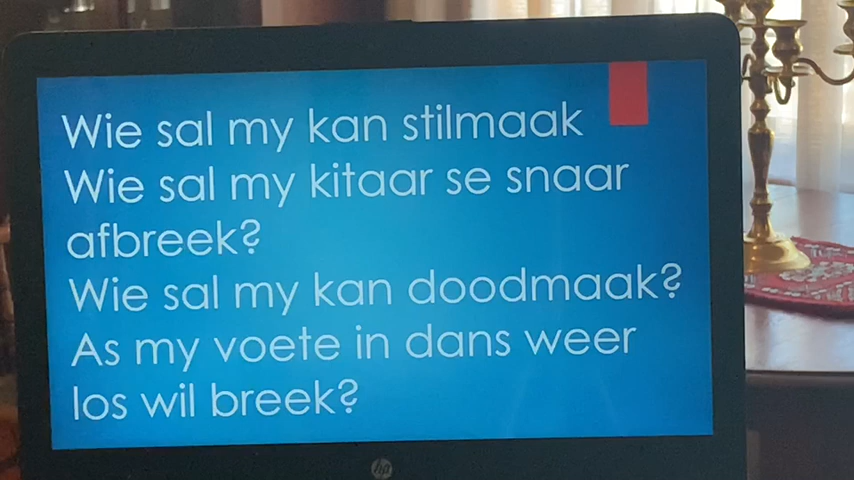 Wie sal my kan stilmaak
Wie sal my kitaar se snaar
afbreek?
Wie sal my kan doodmaak?
As my voete in dans weer
los wil breek?
hp